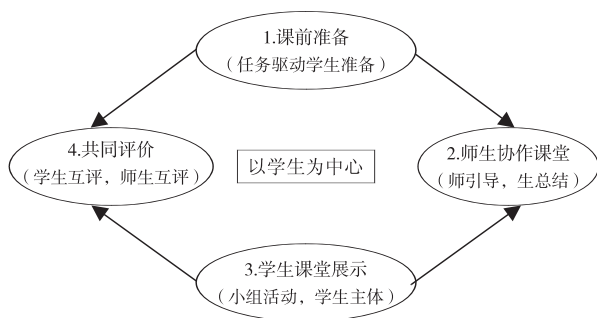 1.课前准备
（任务驱动学生准备）
4.共同评价
（学生互评，师生互评）
以学生为中心
2.师生协作课堂
（师引导，生总结）
3.学生课堂展示
（小组活动，学生主体）